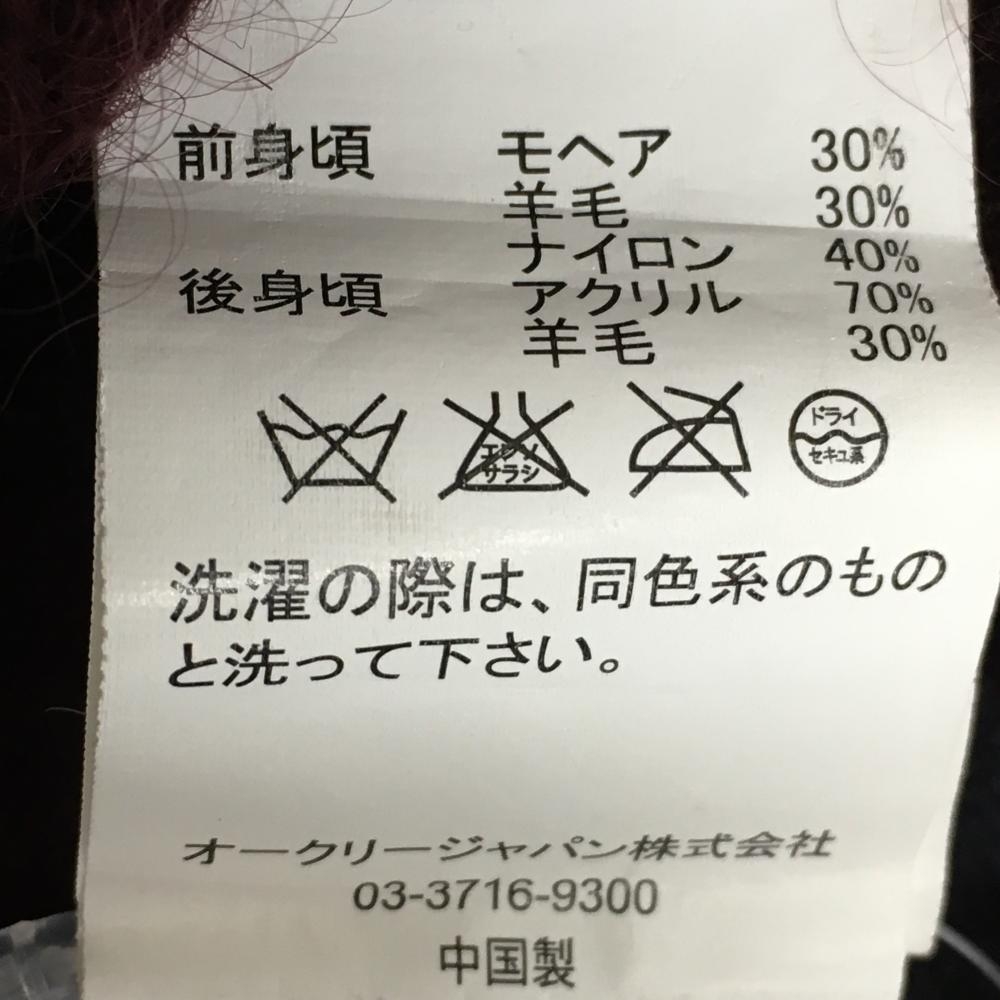 前身頃 モヘア 30%
羊毛 30%
ナイロン 40%
後身頃 アクリル 70%
羊毛 30%
エンソ
サラシ
ドライ
セキユ系
洗濯の際は、同色系のもの
と洗って下さい。
オークリージャパン株式会社
03-3716-9300
中国製